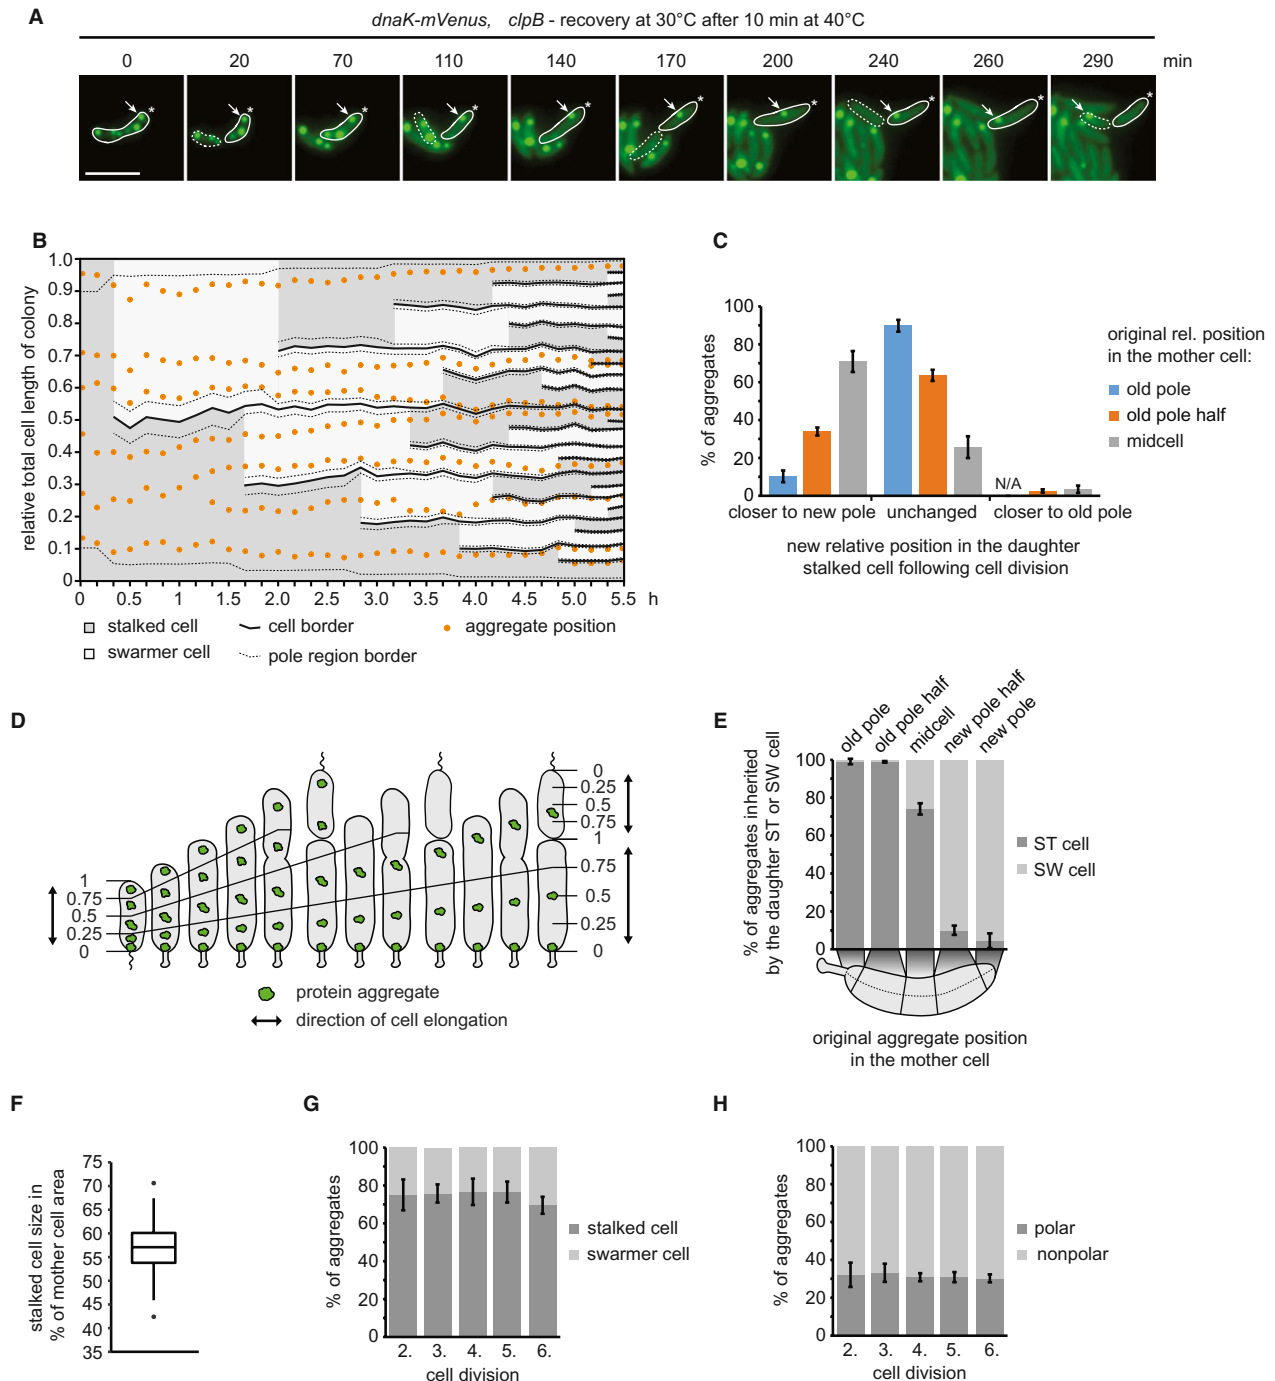 A
dnaK-mVenus, clpB - recovery at 30°C after 10 min at 40°C
0 20 70 110 140 170 200 240 260 290 min
* * * * * * * * * *
B
relative total cell length of colony
1.0
0.9
0.8
0.7
0.6
0.5
0.4
0.3
0.2
0.1
0
0 0.5 1 1.5 2.0 2.5 3.0 3.5 4.0 4.5 5.0 5.5 h
stalked cell
cell border
aggregate position
swarmer cell
pole region border
C
% of aggregates
100
80
60
40
20
0
N/A
closer to new pole unchanged closer to old pole
new relative position in the daughter
stalked cell following cell division
original rel. position
in the mother cell:
old pole
old pole half
midcell
D
1
0.75
0.5
0.25
0
0
0.25
0.5
0.75
1
0.75
0.5
0.25
0
protein aggregate
direction of cell elongation
E
% of aggregates inherited
by the daughter ST or SW cell
100
80
60
40
20
0
old pole
old pole half
midcell
new pole half
new pole
ST cell
SW cell
original aggregate position
in the mother cell
F
stalked cell size in
% of mother cell area
75
70
65
60
55
50
45
40
35
G
% of aggregates
100
80
60
40
20
0
2. 3. 4. 5. 6.
cell division
stalked cell
swarmer cell
H
% of aggregates
100
80
60
40
20
0
2. 3. 4. 5. 6.
cell division
polar
nonpolar